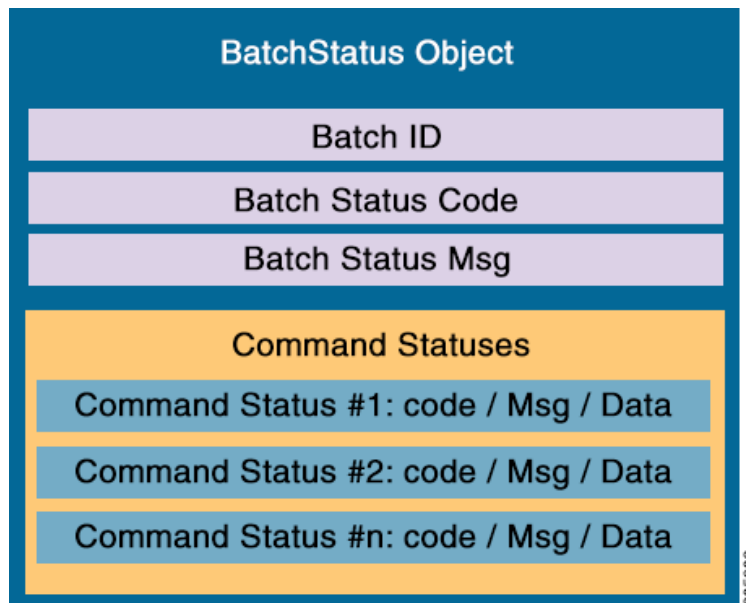 BatchStatus Object
Batch ID
Batch Status Code
Batch Status Msg
Command Statuses
Command Status #1: code / Msg / Data
Command Status #2: code / Msg / Data
Command Status #n: code / Msg / Data